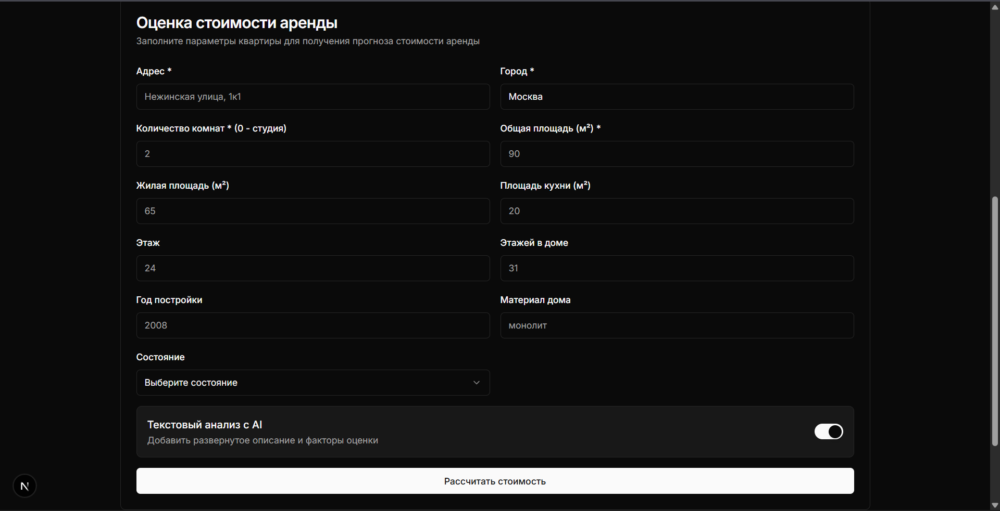 Оценка стоимости аренды
Заполните параметры квартиры для получения прогноза стоимости аренды
Адрес *
Город *
Нежинская улица, 1к1
Москва
Количество комнат * (0 - студия)
Общая площадь (м²) *
2
90
Жилая площадь (м²)
Площадь кухни (м²)
65
20
Этаж
Этажей в доме
24
31
Год постройки
Материал дома
2008
монолит
Состояние
Выберите состояние
Текстовый анализ с AI
Добавить развернутое описание и факторы оценки
Рассчитать стоимость
N